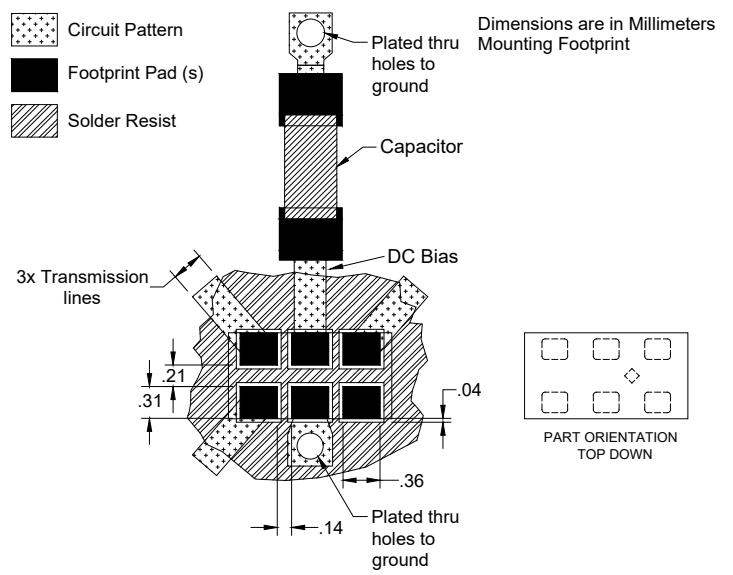 Circuit Pattern
Footprint Pad (s)
Solder Resist
Dimensions are in Millimeters
Mounting Footprint
Plated thru
holes to
ground
Capacitor
DC Bias
3x Transmission
lines
.21
.31
.04
.36
.14
PART ORIENTATION
TOP DOWN
Plated thru
holes to
ground